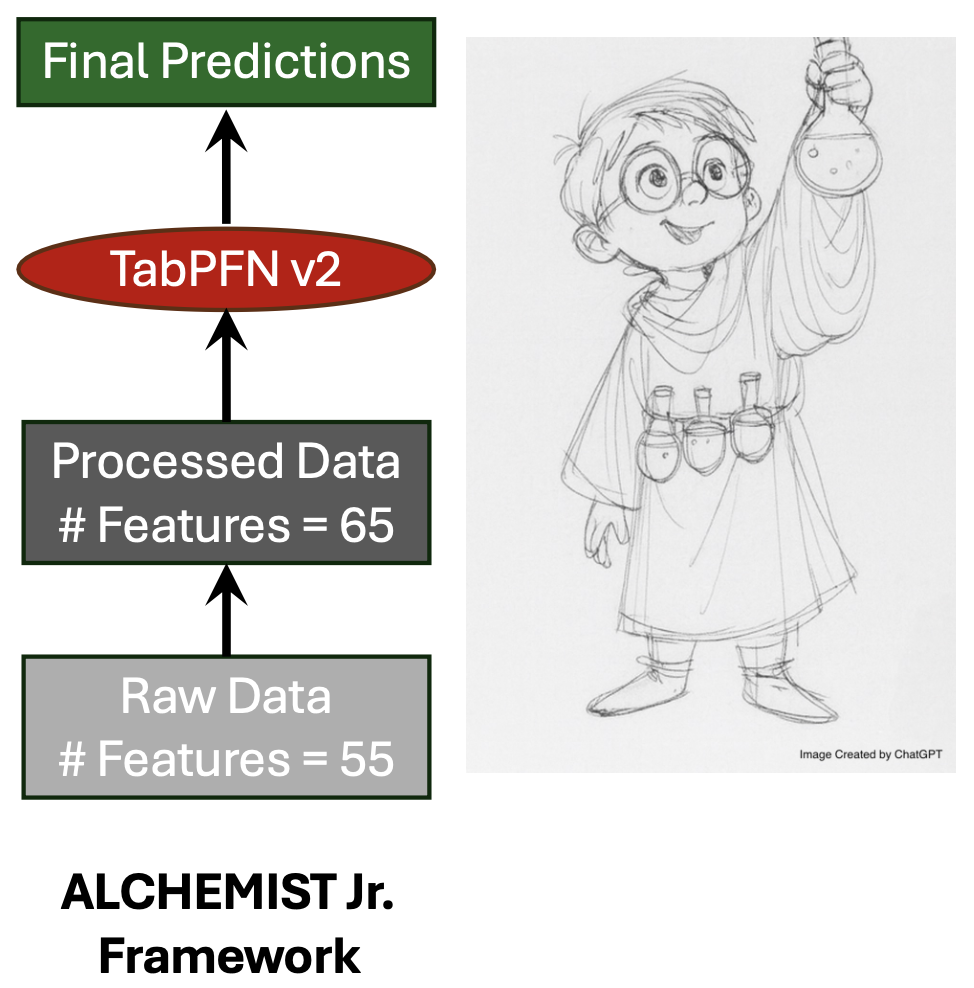 Final Predictions
TabPFN v2
Processed Data
# Features = 65
Raw Data
# Features = 55
Image Created by ChatGPT
ALCHEMIST Jr.
Framework